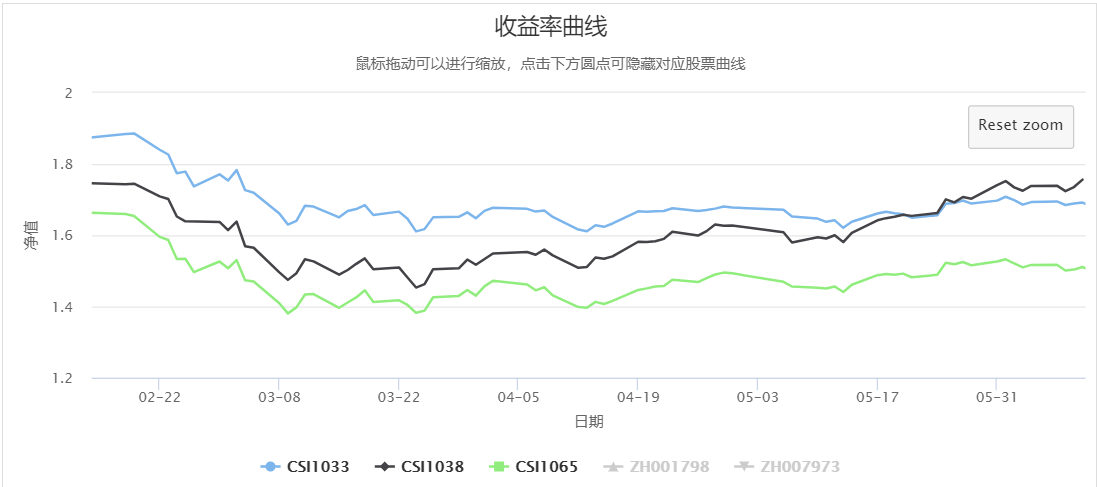 收益率曲线
鼠标拖动可以进行缩放，点击下方圆点可隐藏对应股票曲线
Reset zoom
2
1.8
1.6
1.4
1.2
净值
02-22 03-08 03-22 04-05 04-19 05-03 05-17 05-31
日期
CSI1033 CSI1038 CSI1065 ZH001798 ZH007973